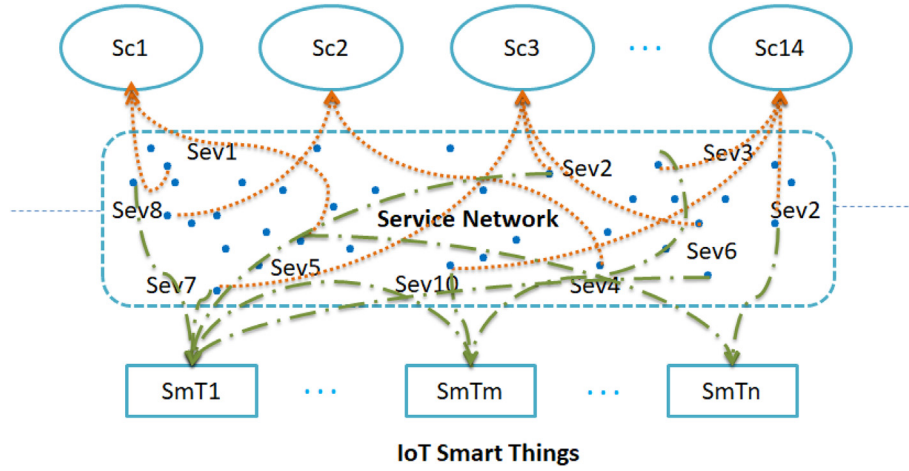 Sc1 Sc2 Sc3 ... Sc14
Sev1 Sev2 Sev3
Sev8 Service Network Sev2
Sev7 Sev5 Sev10 Sev4 Sev6
SmT1 ... SmTm ... SmTn
IoT Smart Things